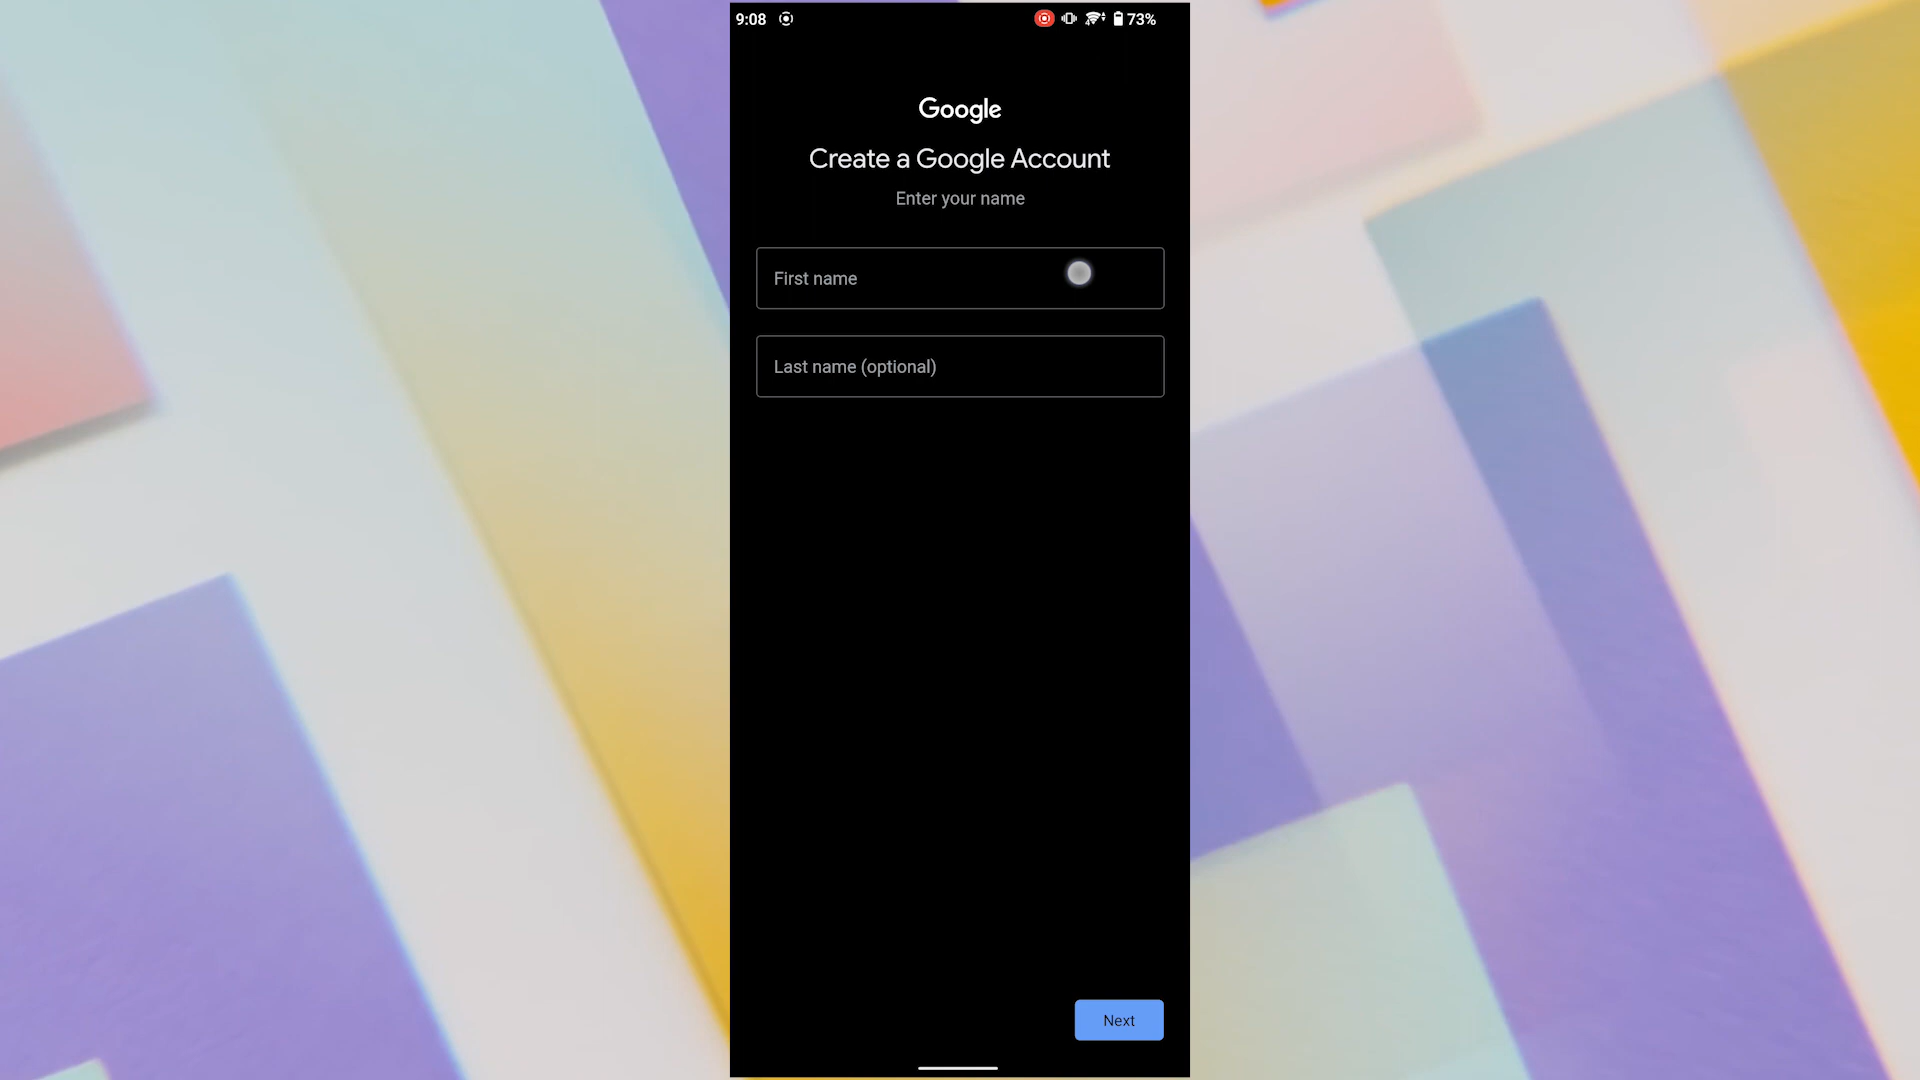 9:08 73%
Google
Create a Google Account
Enter your name
First name
Last name (optional)
Next